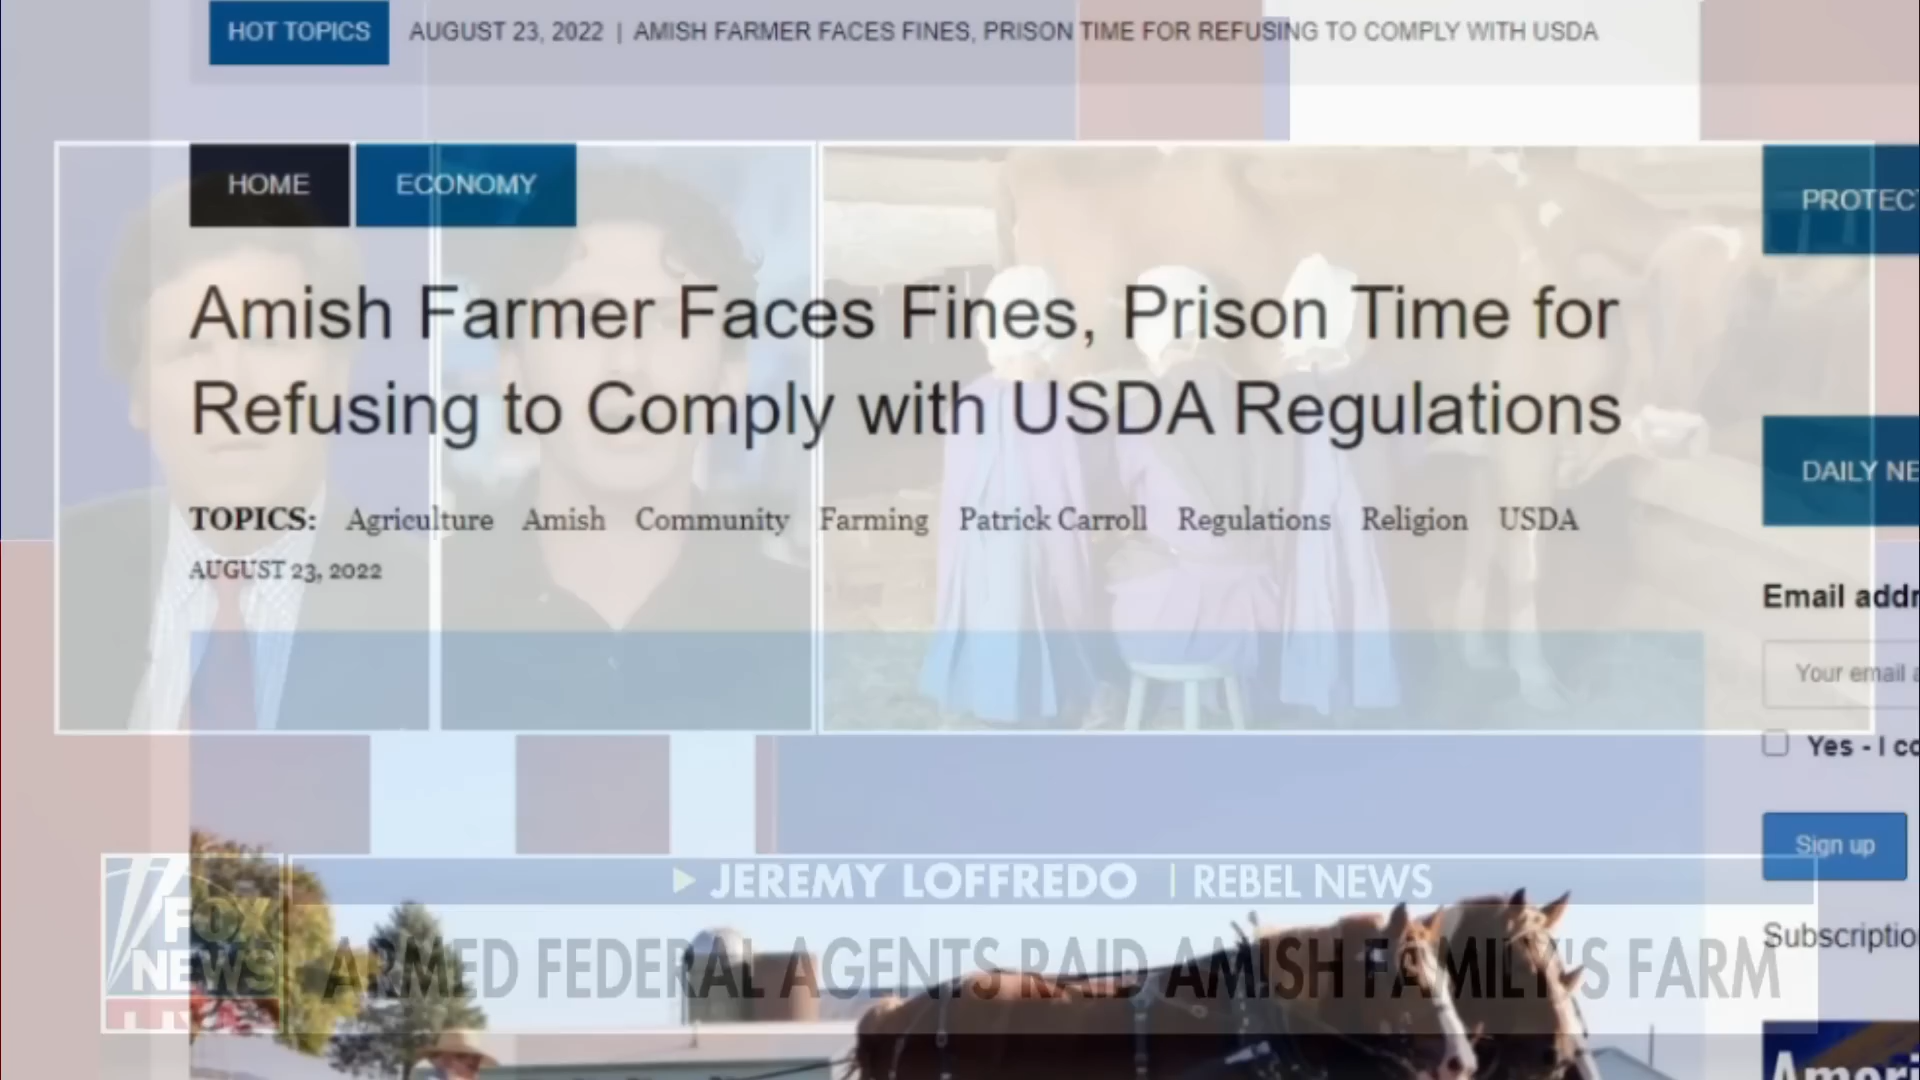 HOT TOPICS AUGUST 23, 2022 | AMISH FARMER FACES FINES, PRISON TIME FOR REFUSING TO COMPLY WITH USDA
HOME ECONOMY
PROTECT
Amish Farmer Faces Fines, Prison Time for
Refusing to Comply with USDA Regulations
DAILY NE
TOPICS: Agriculture Amish Community Farming Patrick Carroll Regulations Religion USDA
AUGUST 23, 2022
Email addr
Your email a
Yes - I co
Sign up
JEREMY LOFFREDO | REBEL NEWS
Subscriptio
FOX
NEWS
ARMED FEDERAL AGENTS RAID AMISH FAMILY'S FARM
Ameri